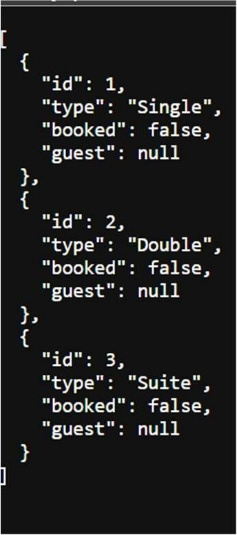 [
  {
    "id": 1,
    "type": "Single",
    "booked": false,
    "guest": null
  },
  {
    "id": 2,
    "type": "Double",
    "booked": false,
    "guest": null
  },
  {
    "id": 3,
    "type": "Suite",
    "booked": false,
    "guest": null
  }
]